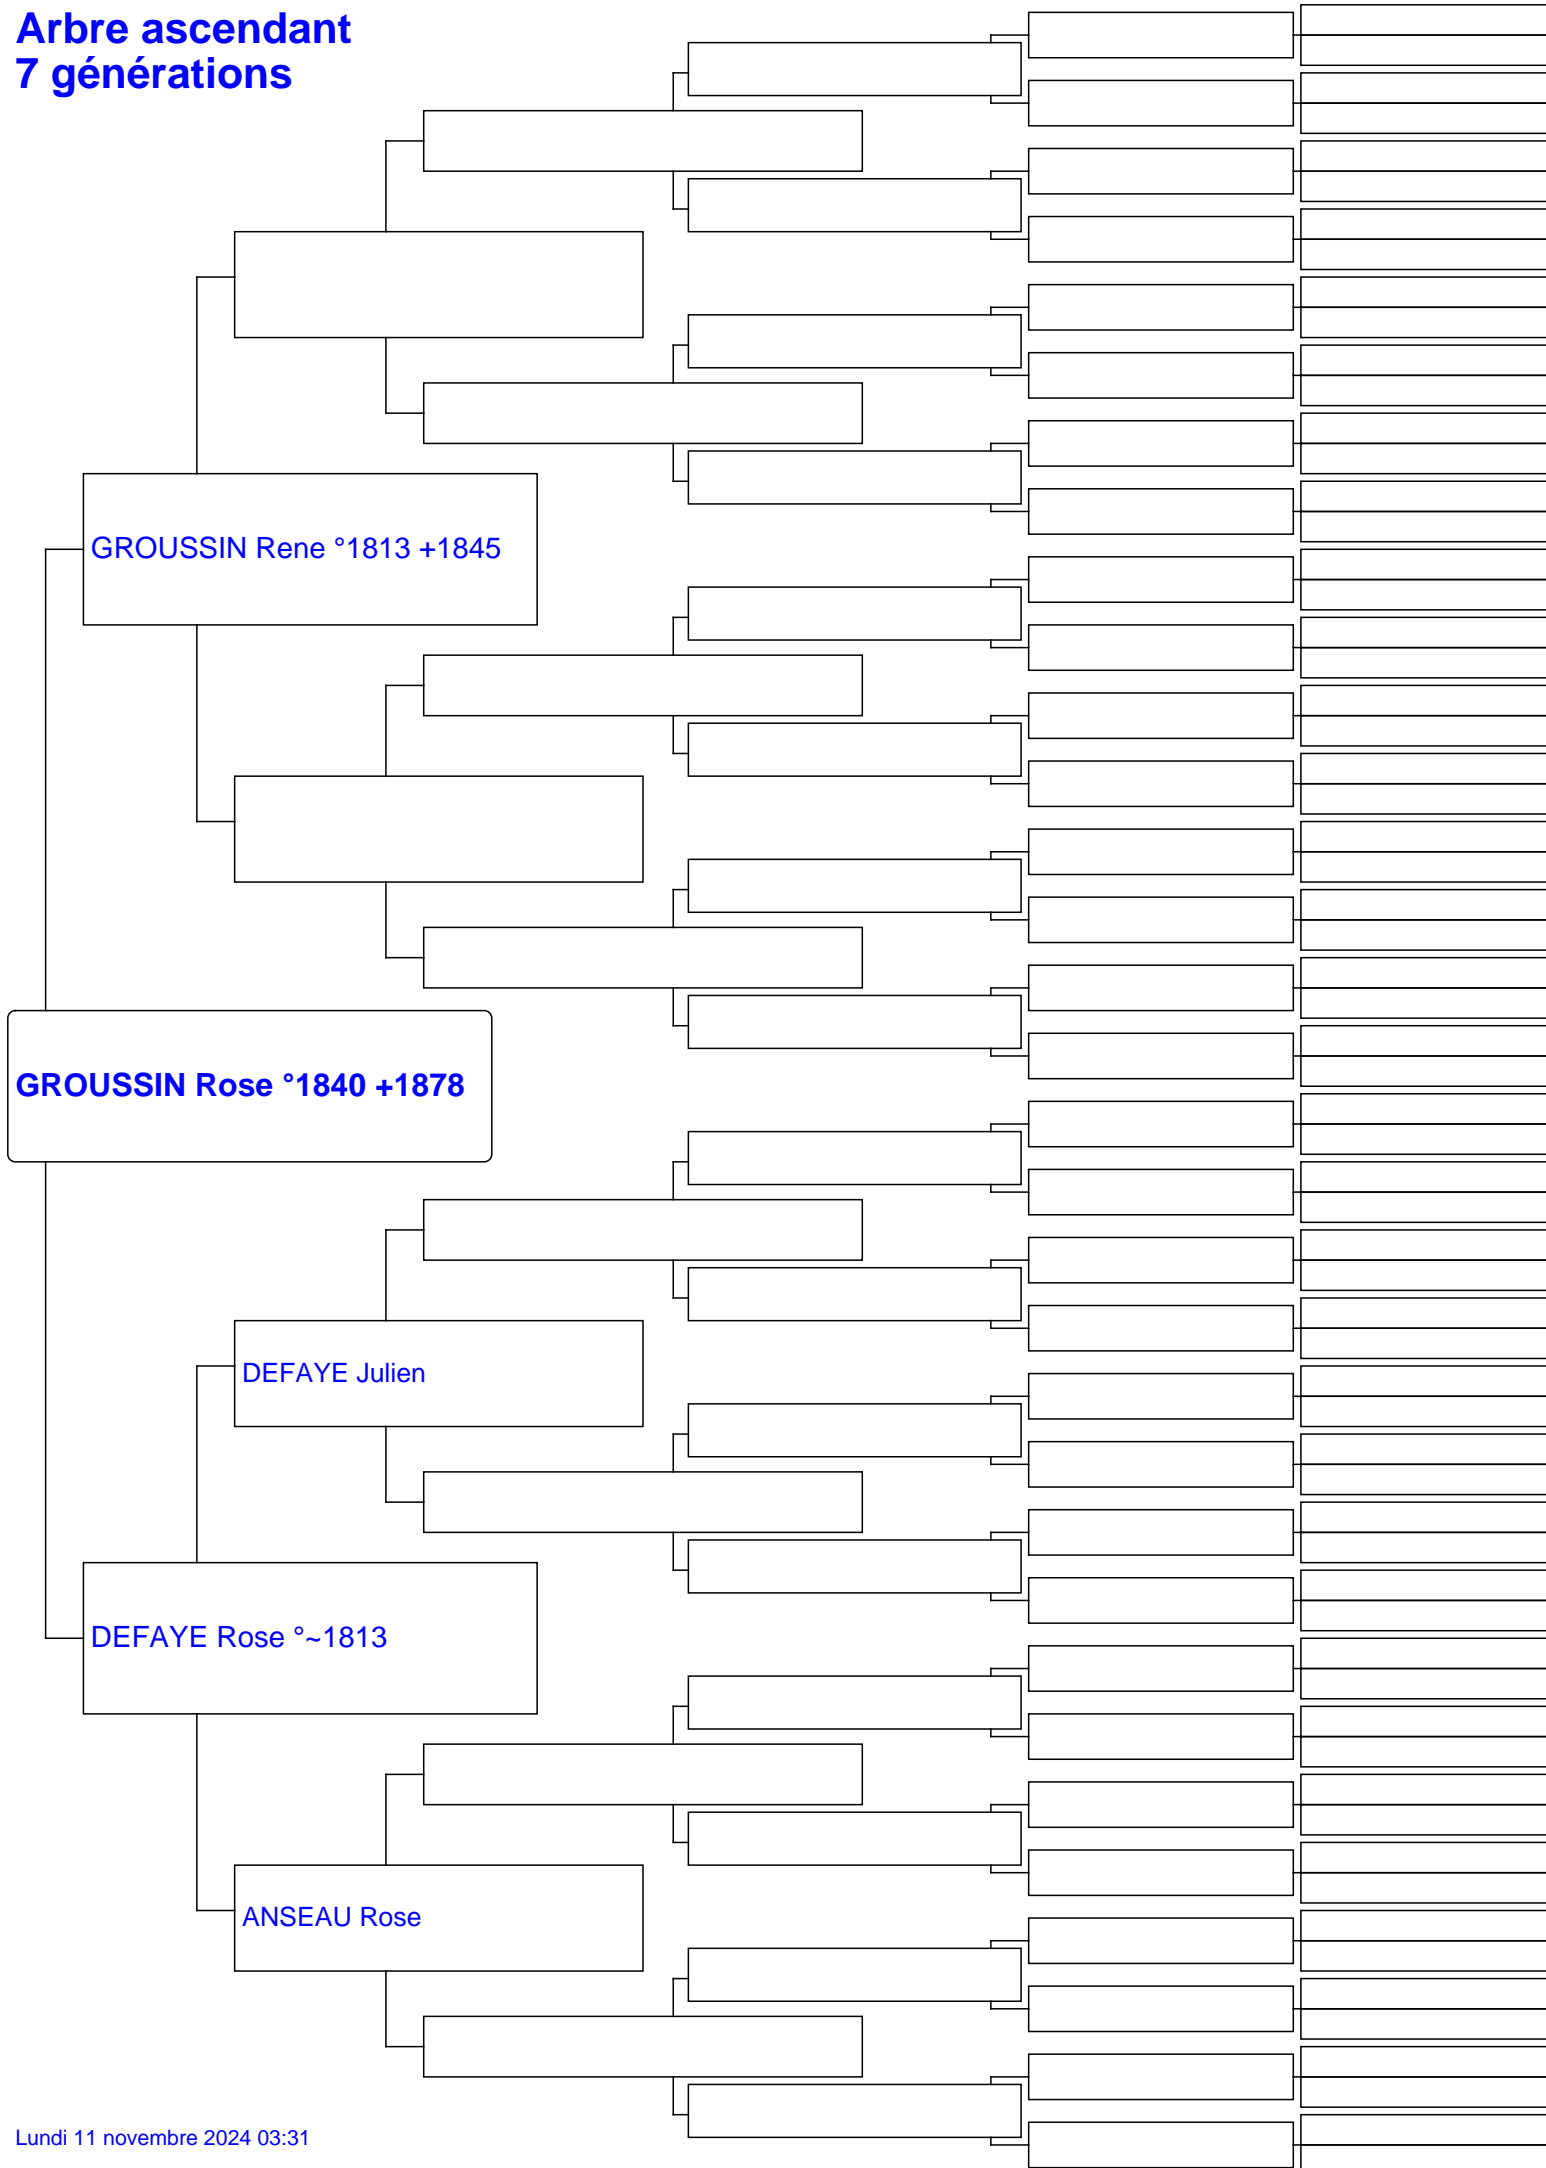 Arbre ascendant
7 générations
GROUSSIN Rene °1813 +1845
GROUSSIN Rose °1840 +1878
DEFAYE Julien
DEFAYE Rose °~1813
ANSEAU Rose
Lundi 11 novembre 2024 03:31